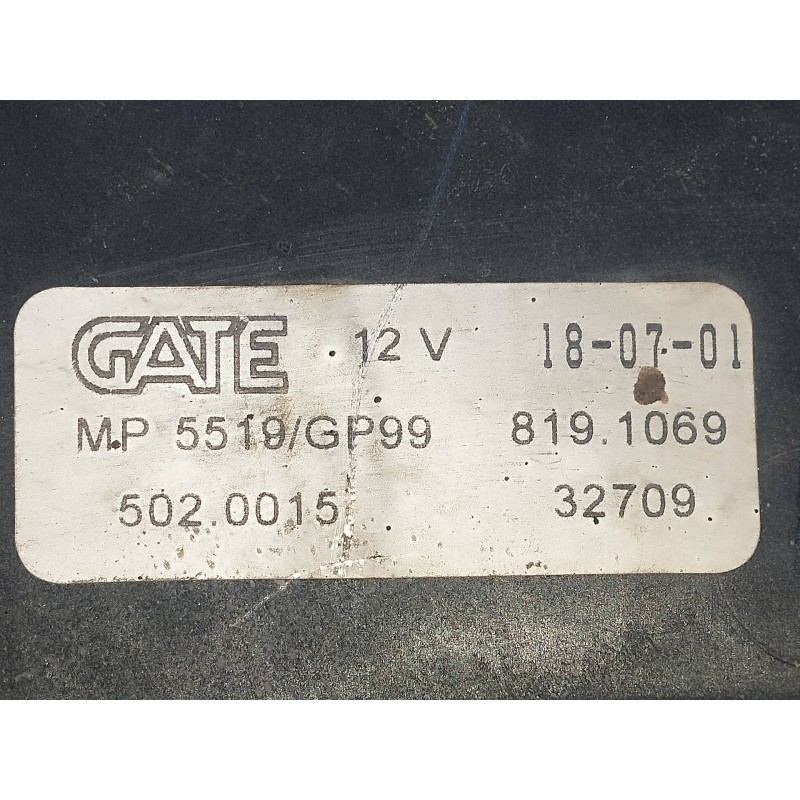 GATE 12 V 18-07-01
MP 5519/GP99 819.1069
502.0015 32709